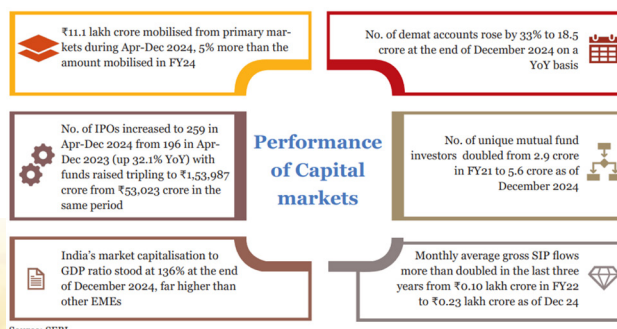 ₹11.1 lakh crore mobilised from primary mar-
kets during Apr-Dec 2024, 5% more than the
amount mobilised in FY24
No. of demat accounts rose by 33% to 18.5
crore at the end of December 2024 on a
YoY basis
No. of IPOs increased to 259 in
Apr-Dec 2024 from 196 in Apr-
Dec 2023 (up 32.1% YoY) with
funds raised tripling to ₹1,53,987
crore from ₹53,023 crore in the
same period
Performance
of Capital
markets
No. of unique mutual fund
investors doubled from 2.9 crore
in FY21 to 5.6 crore as of
December 2024
India's market capitalisation to
GDP ratio stood at 136% at the end
of December 2024, far higher than
other EMEs
Monthly average gross SIP flows
more than doubled in the last three
years from ₹0.10 lakh crore in FY22
to ₹0.23 lakh crore as of Dec 24